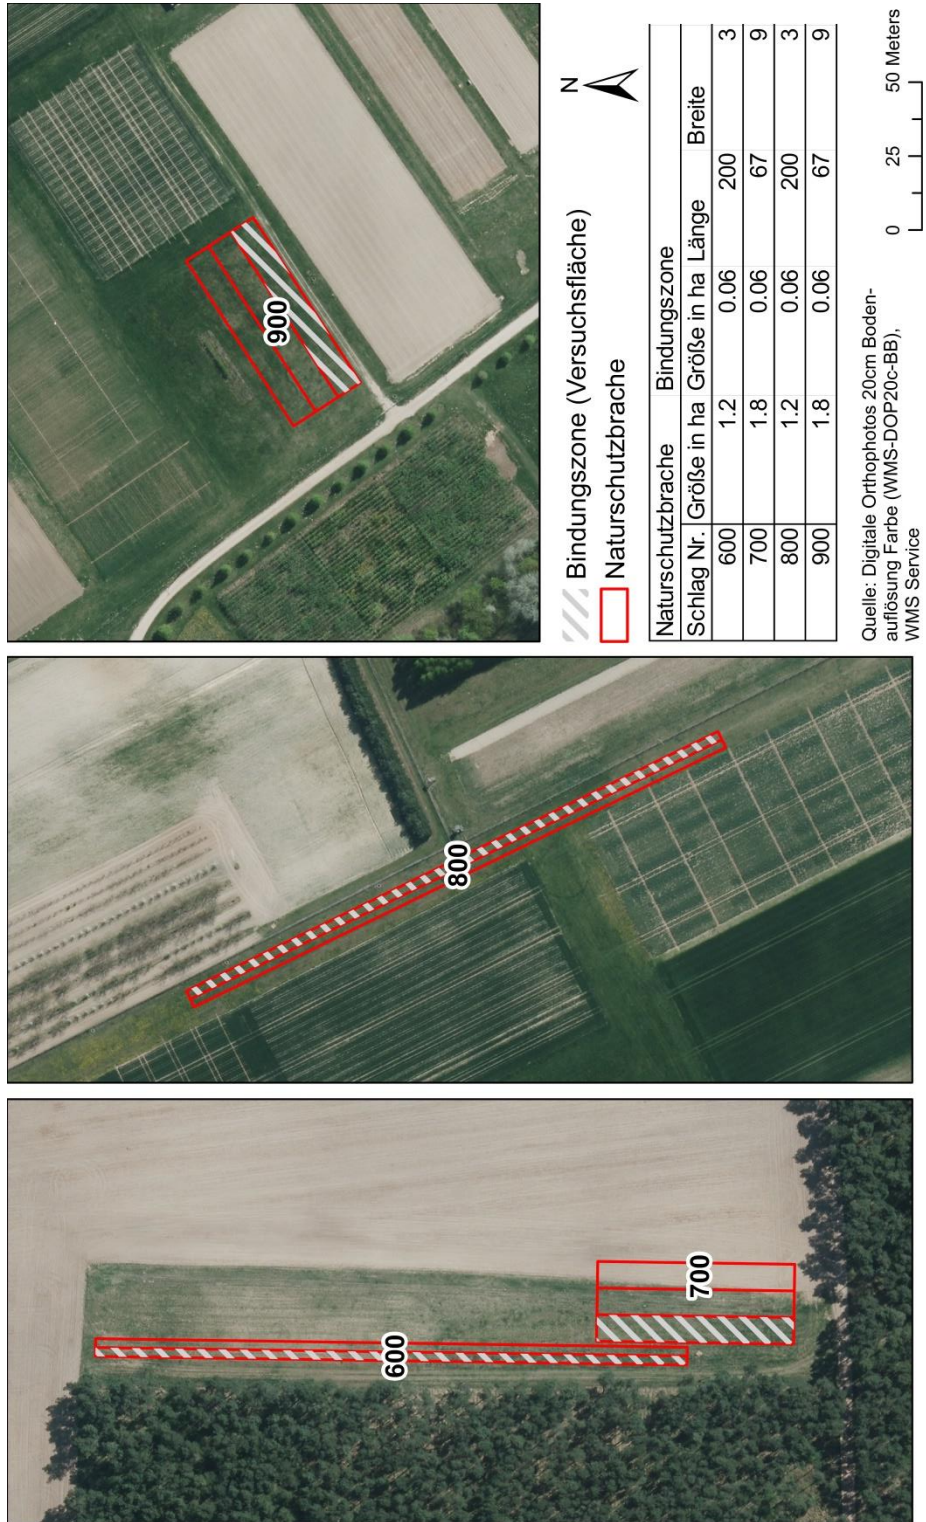 600
700
800
900
N
Bindungszone (Versuchsfläche)
Naturschutzbrache
Naturschutzbrache Bindungszone
Schlag Nr. Größe in ha Größe in ha Länge Breite
600 1.2 0.06 200 3
700 1.8 0.06 67 9
800 1.2 0.06 200 3
900 1.8 0.06 67 9
Quelle: Digitale Orthophotos 20cm Boden-
auflösung Farbe (WMS-DOP20c-BB),
WMS Service
0 25 50 Meters